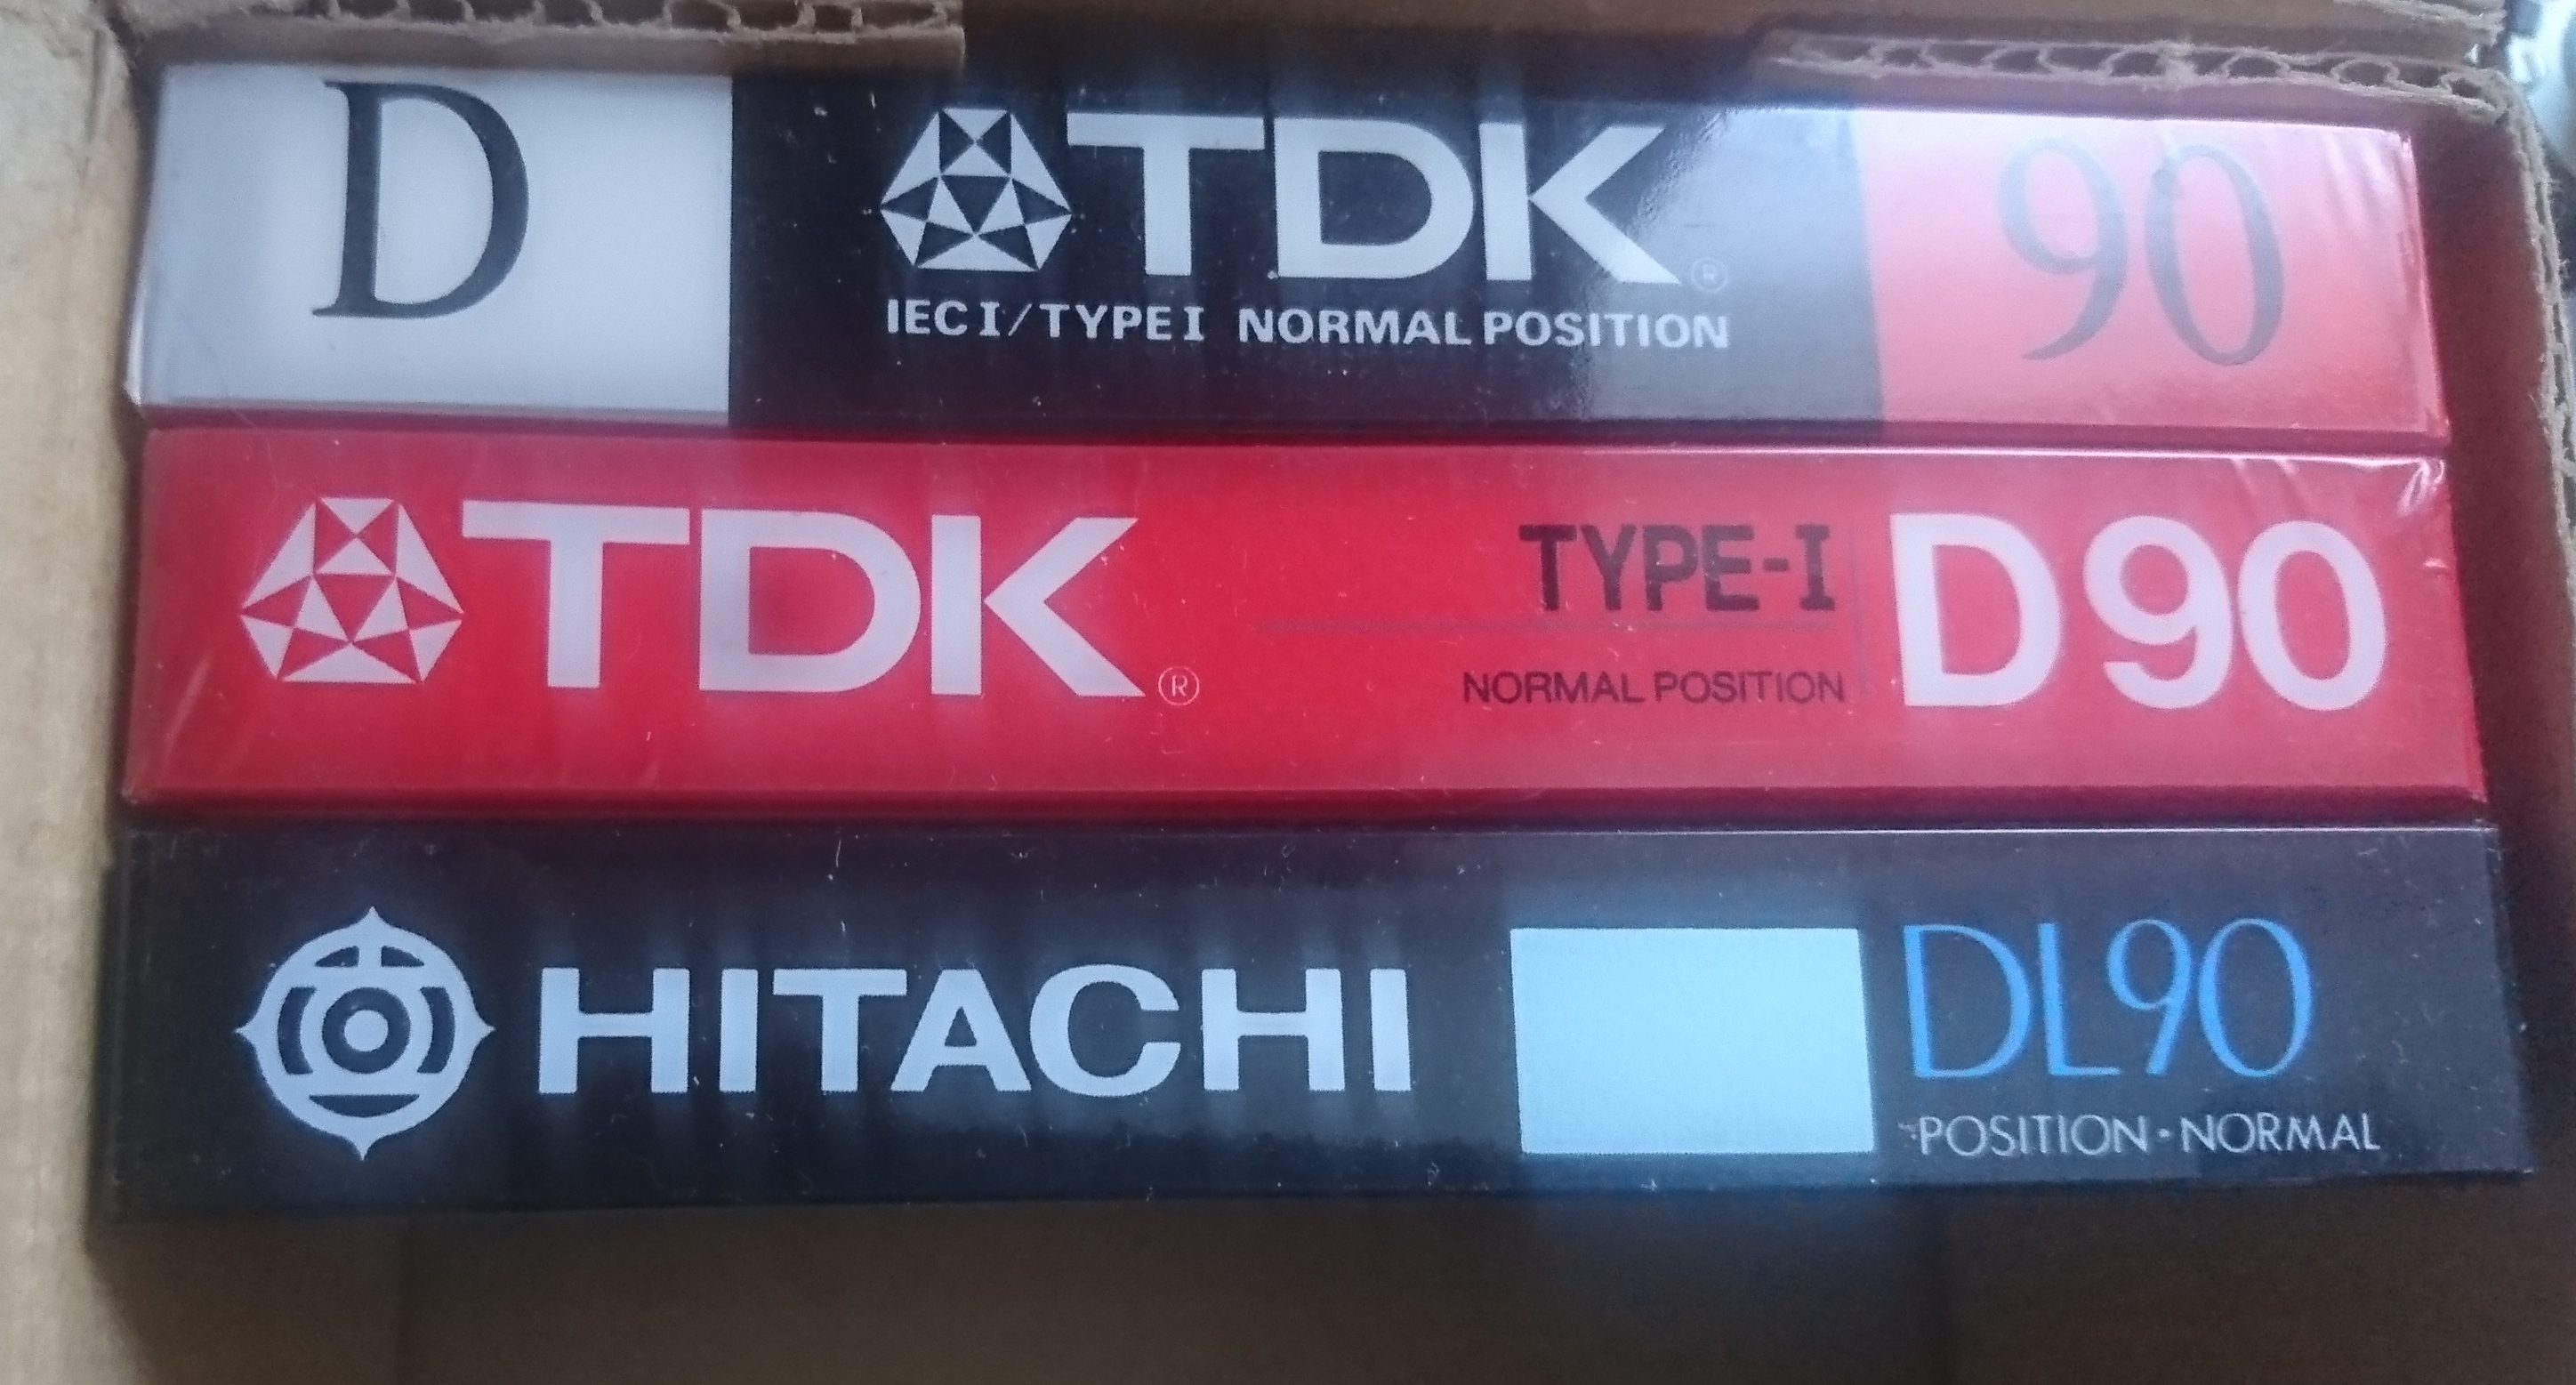 D
TDK®
90
IEC I/TYPE I NORMAL POSITION
TDK®
TYPE-I
NORMAL POSITION
D90
HITACHI
DL90
POSITION·NORMAL